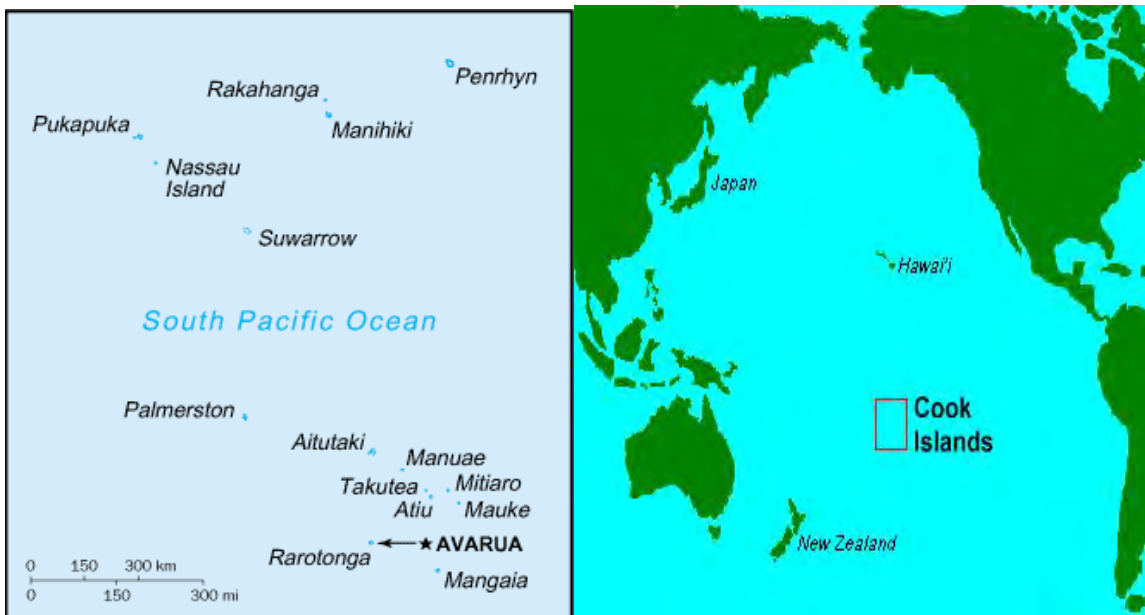 Penrhyn
Rakahanga
Manihiki
Pukapuka
Nassau
Island
Suwarrow
South Pacific Ocean
Palmerston
Aitutaki
Manuae
Takutea
Mitiaro
Atiu
Mauke
AVARUA
Rarotonga
Mangaia
0 150 300 km
0 150 300 mi
Japan
Hawai'i
Cook
Islands
New Zealand